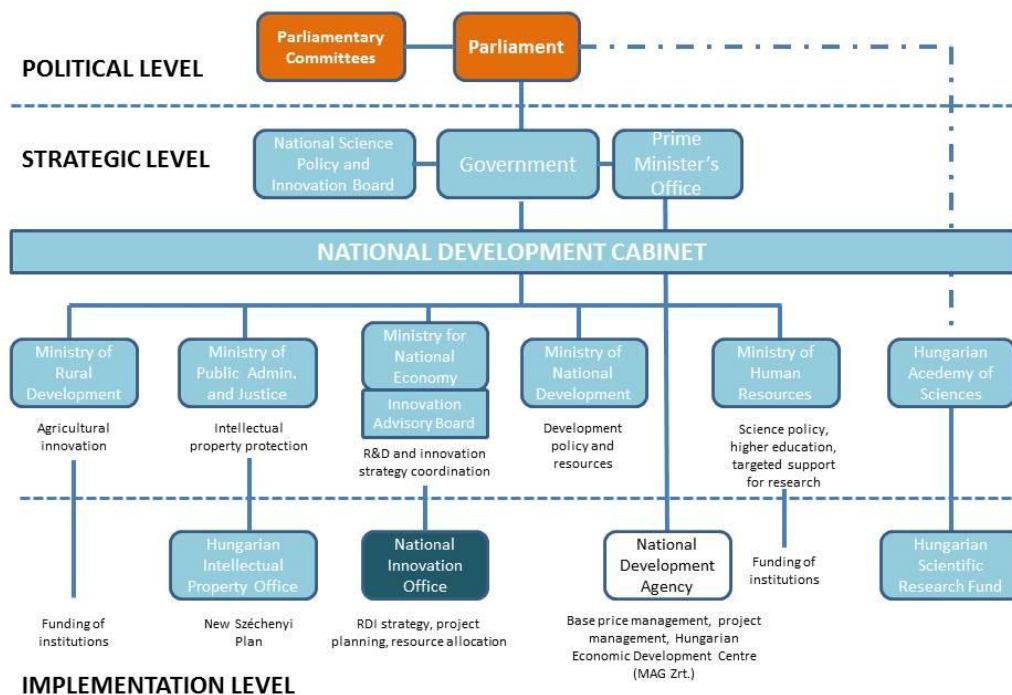 Parliamentary
Committees
Parliament
POLITICAL LEVEL
STRATEGIC LEVEL
National Science
Policy and
Innovation Board
Government
Prime
Minister's
Office
NATIONAL DEVELOPMENT CABINET
Ministry of
Rural
Development
Ministry of
Public Admin.
and Justice
Ministry for
National
Economy
Innovation
Advisory Board
Ministry of
National
Development
Ministry of
Human
Resources
Hungarian
Acedemy of
Sciences
Agricultural
innovation
Intellectual
property protection
R&D and innovation
strategy coordination
Development
policy and
resources
Science policy,
higher education,
targeted support
for research
Hungarian
Intellectual
Property Office
National
Innovation
Office
National
Development
Agency
Funding of
institutions
Hungarian
Scientific
Research Fund
Funding of
institutions
New Széchenyi
Plan
RDI strategy, project
planning, resource allocation
Base price management, project
management, Hungarian
Economic Development Centre
(MAG Zrt.)
IMPLEMENTATION LEVEL